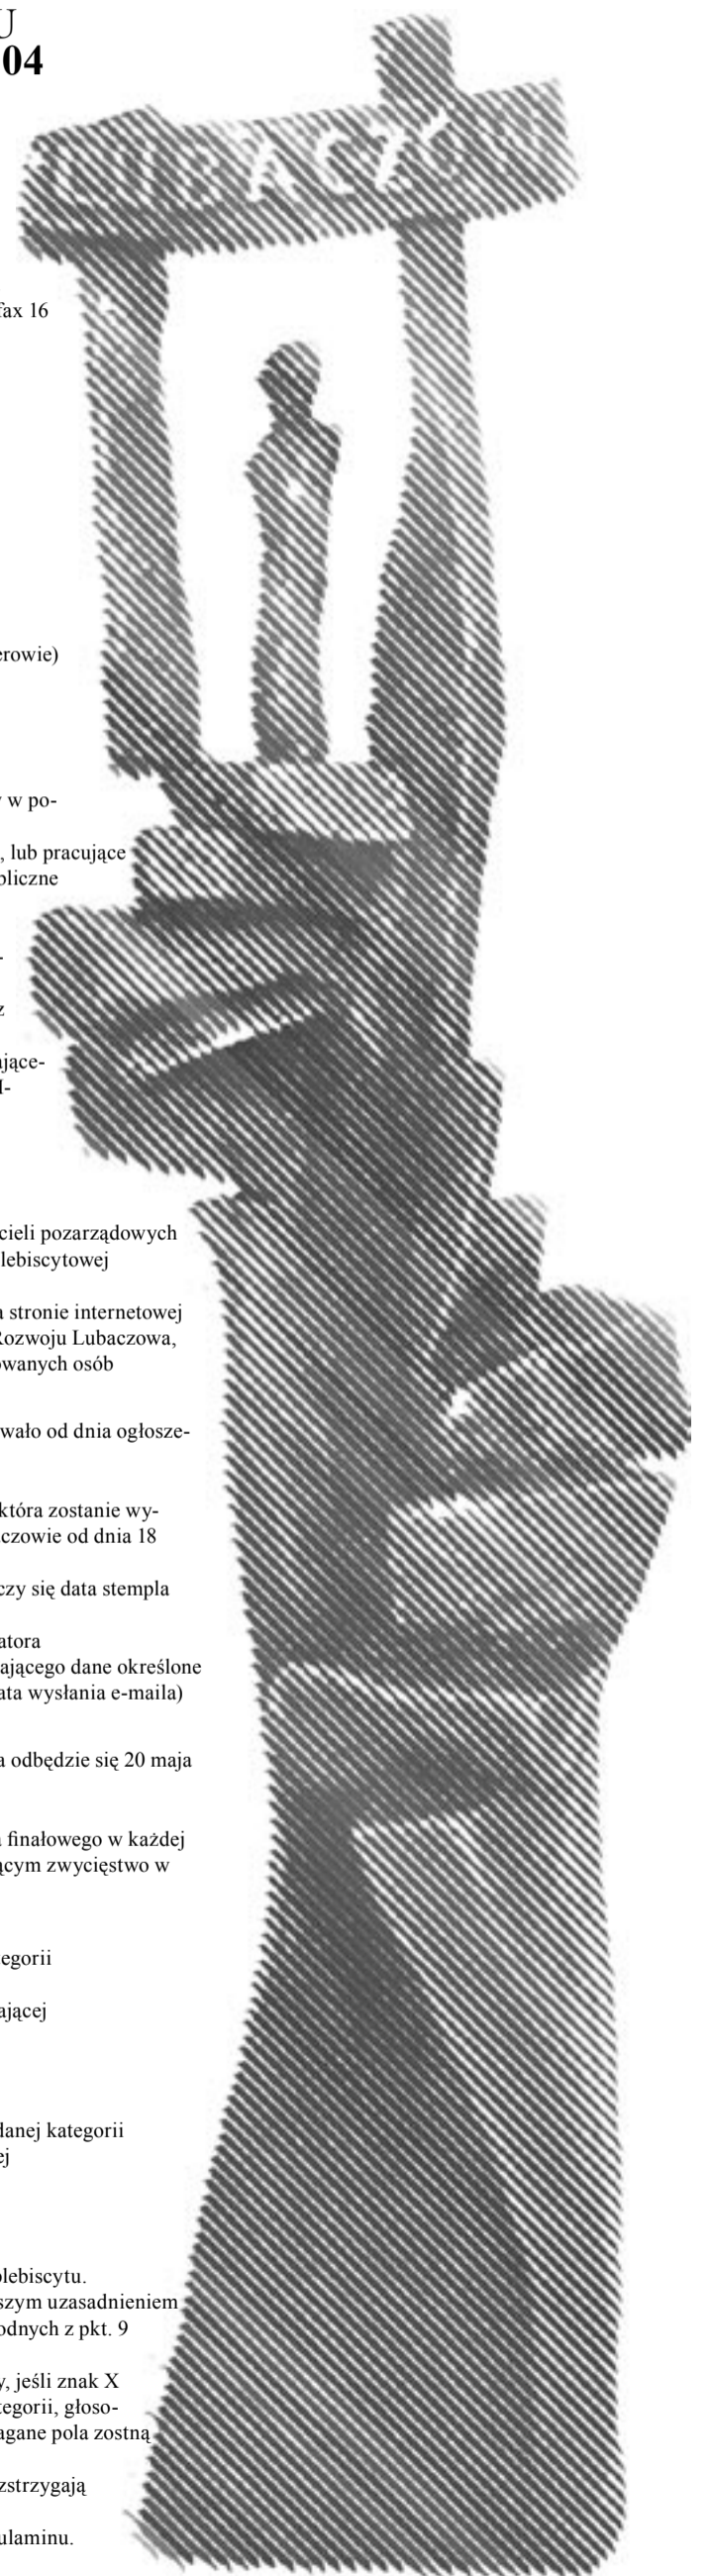 U
04
LUBACZÓ
fax 16
erowie)
w po-
, lub pracujące
bliczne
-
z
ające-
I-
cieli pozarządowych
lebiscytowej
a stronie internetowej
Rozwoju Lubaczowa,
owanych osób
wało od dnia ogłosze-
która zostanie wy-
czowie od dnia 18
czy się data stempla
atora
ającego dane określone
ata wysłania e-maila)
a odbędzie się 20 maja
a finałowego w każdej
ącym zwycięstwo w
egorii
ającej
danej kategorii
ej
plebiscytu.
szym uzasadnieniem
odnych z pkt. 9
y, jeśli znak X
tegorii, głoso-
agane pola zostną
zstrzygają
ulaminu.